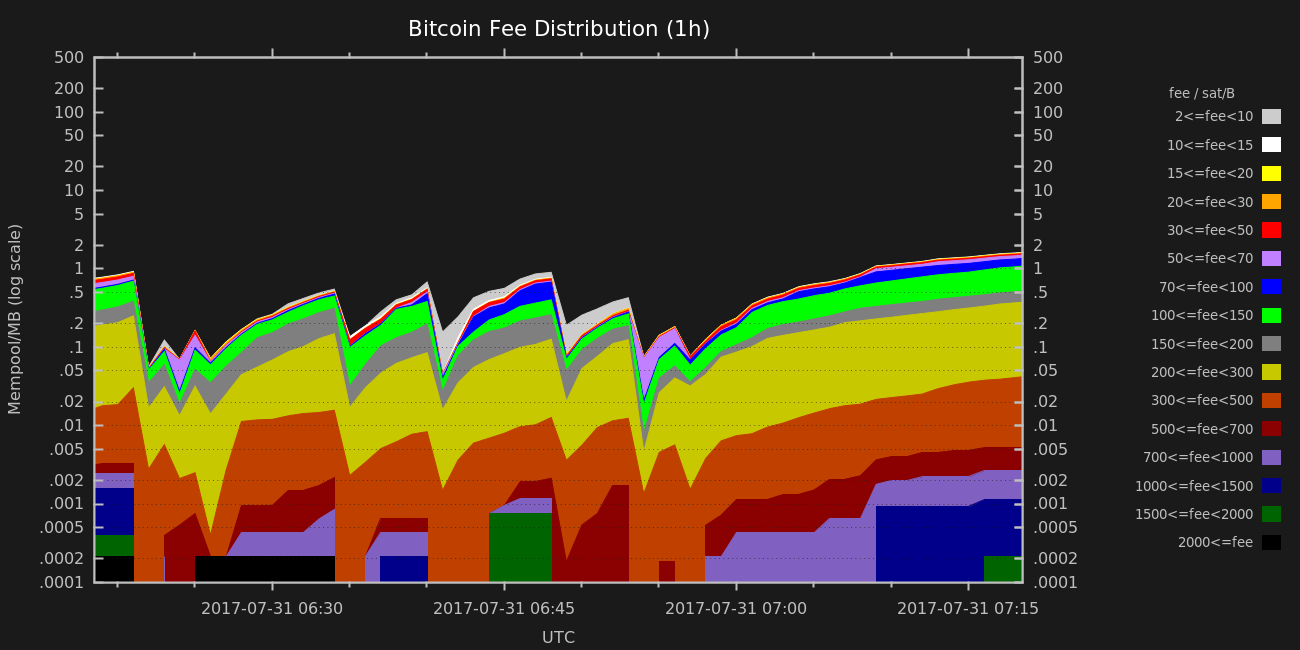 Bitcoin Fee Distribution (1h)
Mempool/MB (log scale)
500
200
100
50
20
10
5
2
1
.5
.2
.1
.05
.02
.01
.005
.002
.001
.0005
.0002
.0001
500
200
100
50
20
10
5
2
1
.5
.2
.1
.05
.02
.01
.005
.002
.001
.0005
.0002
.0001
2017-07-31 06:30
2017-07-31 06:45
2017-07-31 07:00
2017-07-31 07:15
UTC
fee / sat/B
2<=fee<10
10<=fee<15
15<=fee<20
20<=fee<30
30<=fee<50
50<=fee<70
70<=fee<100
100<=fee<150
150<=fee<200
200<=fee<300
300<=fee<500
500<=fee<700
700<=fee<1000
1000<=fee<1500
1500<=fee<2000
2000<=fee